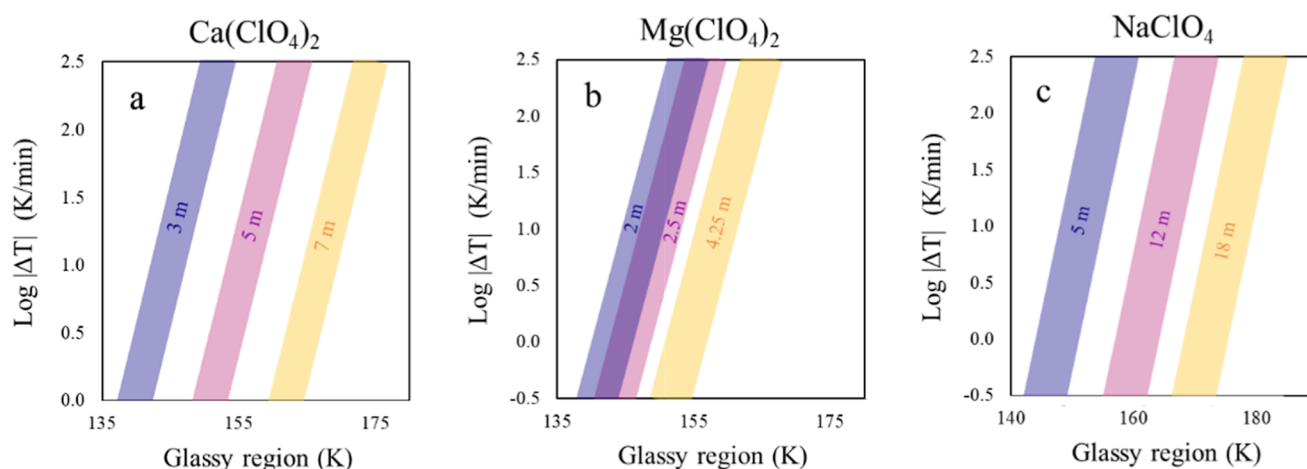 Ca(ClO₄)₂
a
Log |ΔT| (K/min)
2.5
2.0
1.5
1.0
0.5
0.0
3 m
5 m
7 m
135
155
175
Glassy region (K)
Mg(ClO₄)₂
b
Log |ΔT| (K/min)
2.5
2.0
1.5
1.0
0.5
0.0
-0.5
2 m
2.5 m
4.25 m
135
155
175
Glassy region (K)
NaClO₄
c
Log |ΔT| (K/min)
2.5
2.0
1.5
1.0
0.5
0.0
-0.5
5 m
12 m
18 m
140
160
180
Glassy region (K)